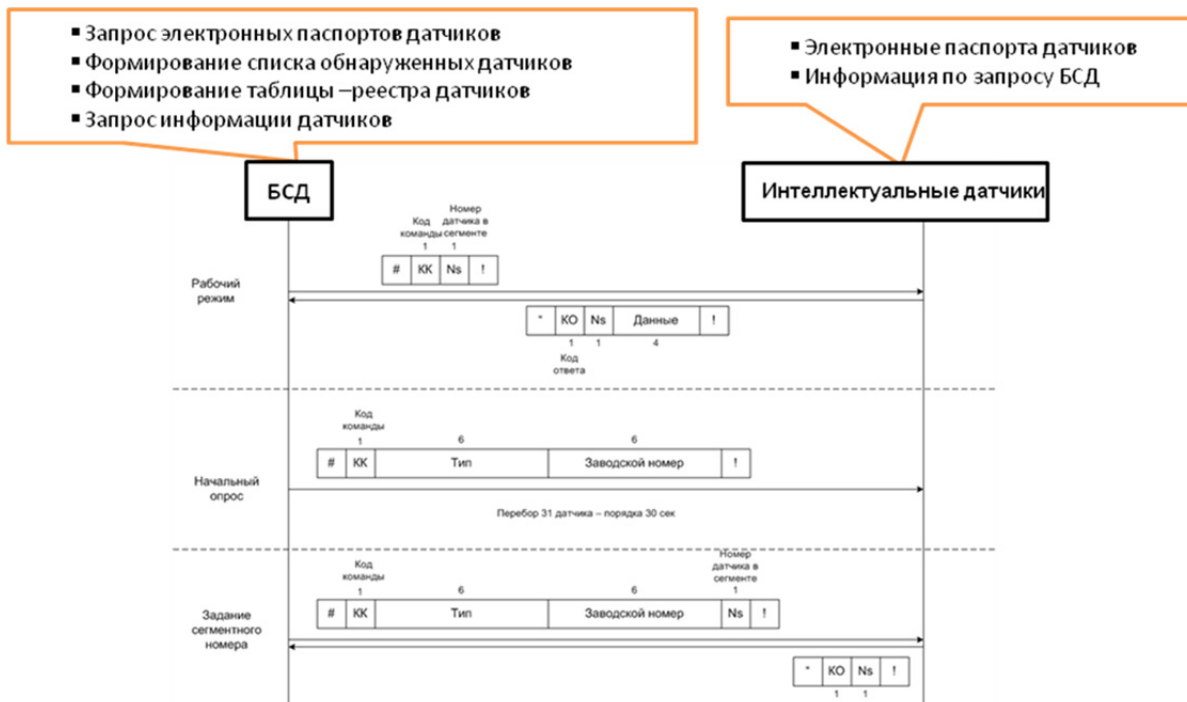 ▪ Запрос электронных паспортов датчиков
▪ Формирование списка обнаруженных датчиков
▪ Формирование таблицы –реестра датчиков
▪ Запрос информации датчиков
▪ Электронные паспорта датчиков
▪ Информация по запросу БСД
БСД
Интеллектуальные датчики
Рабочий
режим
Код
команды
1
Номер
датчика в
сегменте
1
# КК Ns !
* КО Ns Данные !
1 1 4
Код
ответа
Начальный
опрос
Код
команды
1 6 6
# КК Тип Заводской номер !
Перебор 31 датчика – порядка 30 сек
Задание
сегментного
номера
Код
команды
Номер
датчика в
сегменте
1 6 6 1
# КК Тип Заводской номер Ns !
* КО Ns !
1 1